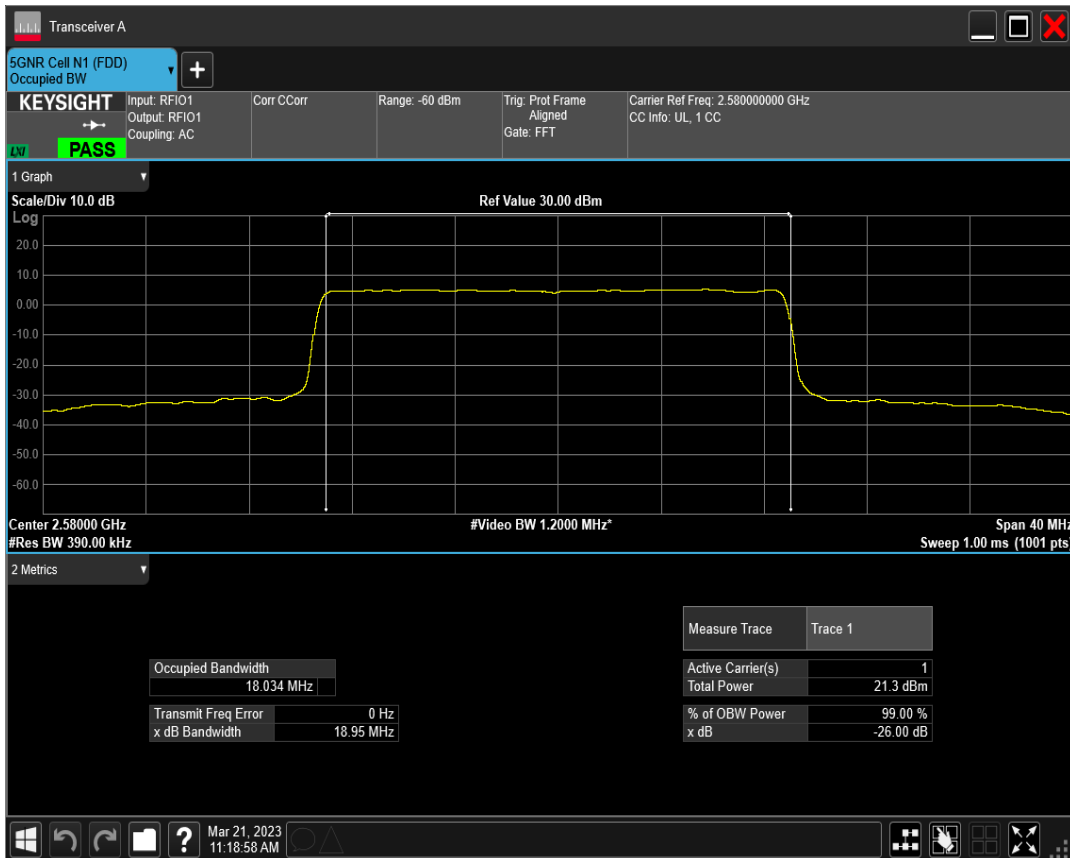 Transceiver A
5GNR Cell N1 (FDD)
Occupied BW
+
KEYSIGHT
LXI
PASS
Input: RFIO1
Output: RFIO1
Coupling: AC
Corr CCorr
Range: -60 dBm
Trig: Prot Frame
Aligned
Gate: FFT
Carrier Ref Freq: 2.580000000 GHz
CC Info: UL, 1 CC
1 Graph
Scale/Div 10.0 dB
Ref Value 30.00 dBm
Log
20.0
10.0
0.00
-10.0
-20.0
-30.0
-40.0
-50.0
-60.0
Center 2.58000 GHz
#Video BW 1.2000 MHz*
Span 40 MHz
#Res BW 390.00 kHz
Sweep 1.00 ms (1001 pts)
2 Metrics
Measure Trace Trace 1
Occupied Bandwidth
18.034 MHz
Transmit Freq Error 0 Hz
x dB Bandwidth 18.95 MHz
Active Carrier(s) 1
Total Power 21.3 dBm
% of OBW Power 99.00 %
x dB -26.00 dB
?
Mar 21, 2023
11:18:58 AM